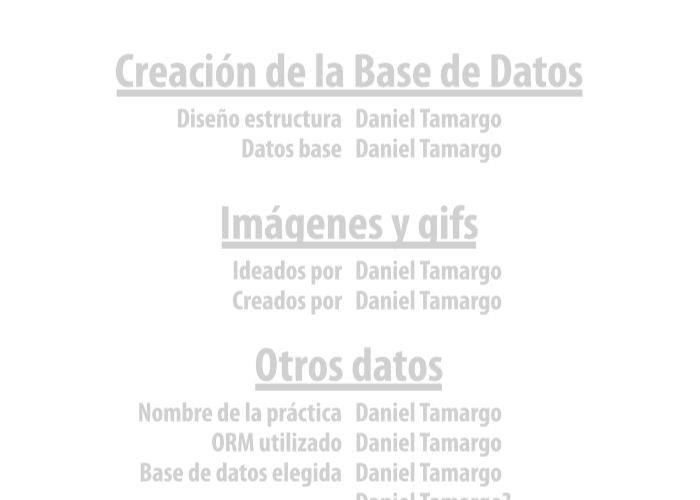 Creación de la Base de Datos
Diseño estructura Daniel Tamargo
Datos base Daniel Tamargo
Imágenes y gifs
Ideados por Daniel Tamargo
Creados por Daniel Tamargo
Otros datos
Nombre de la práctica Daniel Tamargo
ORM utilizado Daniel Tamargo
Base de datos elegida Daniel Tamargo
Daniel Tamargo?